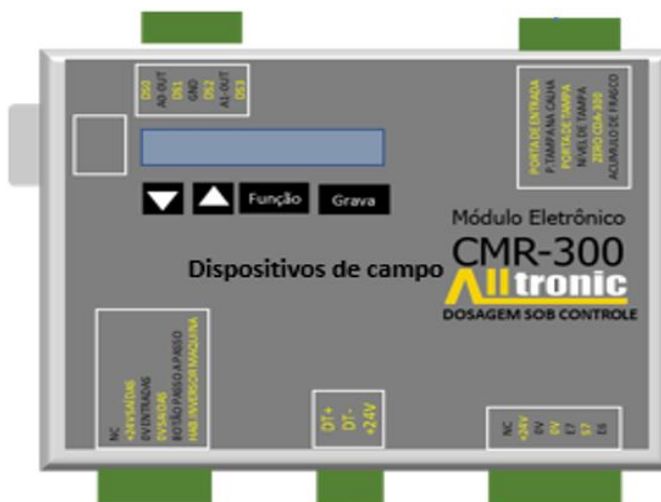 DS0
A0-OUT
DS1
GND
DS2
A1-OUT
DS3
PORTA DE ENTRADA
P. TAMPA NA CALHA
PORTA DE TAMPA
NIVEL DE TAMPA
ZERO CDA-300
ACUMULO DE FRASCO
Função
Grava
Módulo Eletrônico
CMR-300
Dispositivos de campo
Alltronic
DOSAGEM SOB CONTROLE
NC
+24V SAÍDAS
0V ENTRADAS
0V SAIDAS
BOTÃO PASSO A PASSO
HAB.INVERSOR MAQUINA
DT+
DT-
+24V
NC
+24V
0V
0V
E7
S7
E6